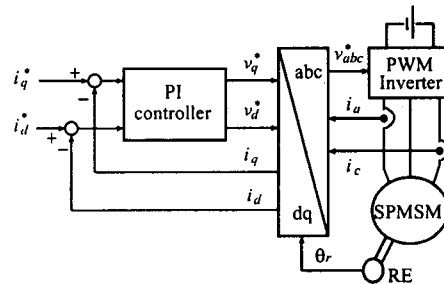 i_q^*
+
−
i_d^*
+
−
PI
controller
v_q^*
v_d^*
i_q
i_d
abc
dq
v_abc^*
i_a
i_c
θ_r
PWM
Inverter
SPMSM
RE